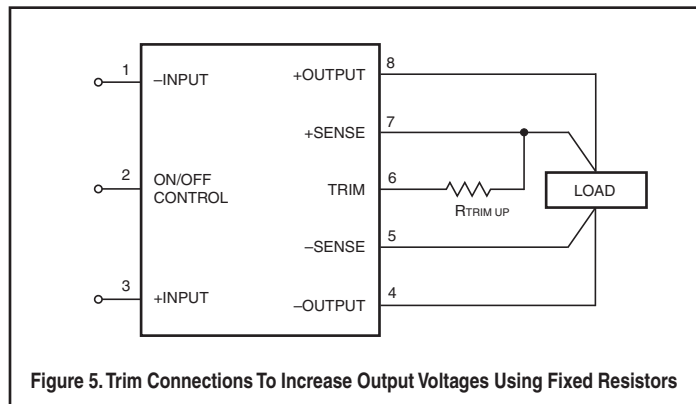 1 –INPUT
+OUTPUT 8
+SENSE 7
2 ON/OFF
CONTROL
TRIM 6
RTRIM UP
LOAD
–SENSE 5
3 +INPUT
–OUTPUT 4
Figure 5. Trim Connections To Increase Output Voltages Using Fixed Resistors